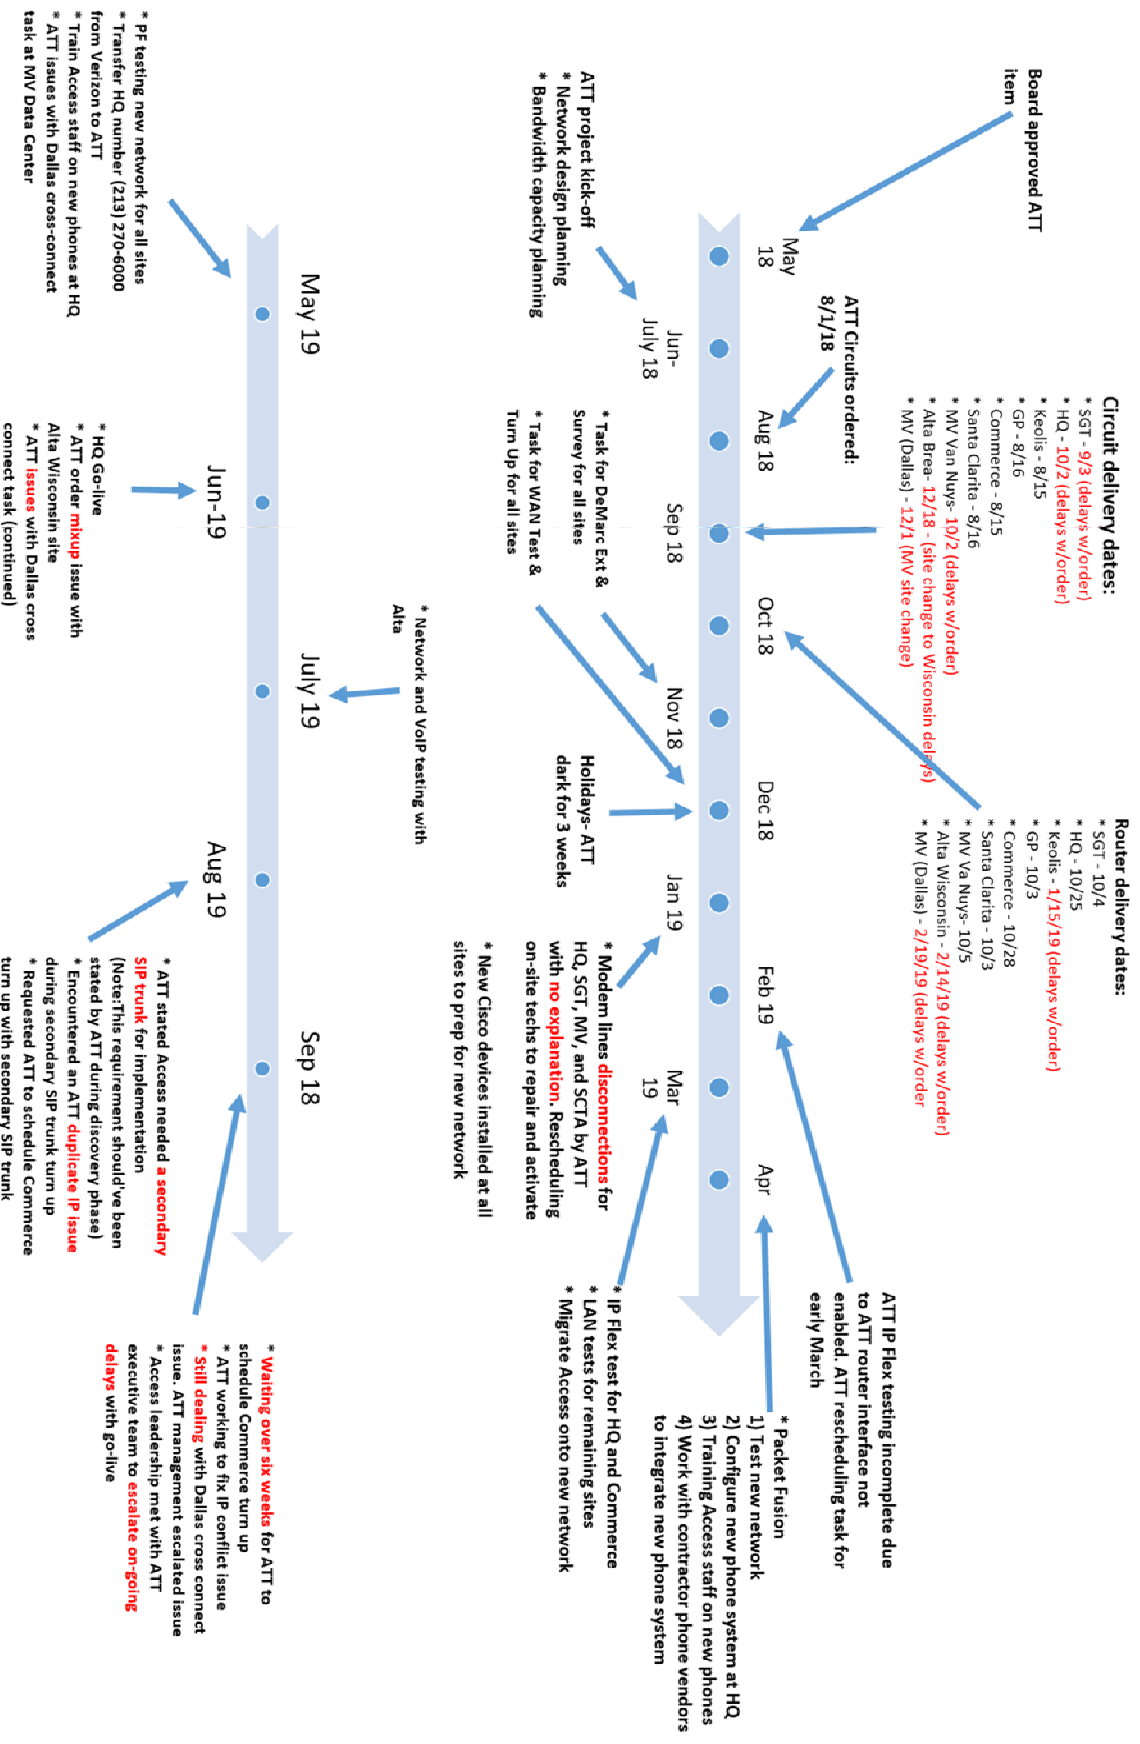 Board approved ATT
item
ATT Circuits ordered:
8/1/18
Circuit delivery dates:
* SGT - 9/3 (delays w/order)
* HQ - 10/2 (delays w/order)
* Keolis - 8/15
* GP - 8/16
* Commerce - 8/15
* Santa Clarita - 8/16
* MV Van Nuys- 10/2 (delays w/order)
* Alta Brea- 12/18 - (site change to Wisconsin delays)
* MV (Dallas) - 12/1 (MV site change)
Router delivery dates:
* SGT - 10/4
* HQ - 10/25
* Keolis - 1/15/19 (delays w/order)
* GP - 10/3
* Commerce - 10/28
* Santa Clarita - 10/3
* MV Va Nuys- 10/5
* Alta Wisconsin - 2/14/19 (delays w/order)
* MV (Dallas) - 2/19/19 (delays w/order
ATT IP Flex testing incomplete due
to ATT router interface not
enabled. ATT rescheduling task for
early March
* Packet Fusion
1) Test new network
2) Configure new phone system at HQ
3) Training Access staff on new phones
4) Work with contractor phone vendors
to integrate new phone system
May
18
Jun-
July 18
Aug 18
Sep 18
Oct 18
Nov 18
Dec 18
Jan 19
Feb 19
Mar
19
Apr
ATT project kick-off
* Network design planning
* Bandwidth capacity planning
* Task for DeMarc Ext &
Survey for all sites
* Task for WAN Test &
Turn Up for all sites
Holidays- ATT
dark for 3 weeks
* Modem lines disconnections for
HQ, SGT, MV, and SCTA by ATT
with no explanation. Rescheduling
on-site techs to repair and activate
* New Cisco devices installed at all
sites to prep for new network
* IP Flex test for HQ and Commerce
* LAN tests for remaining sites
* Migrate Access onto new network
* Network and VoIP testing with
Alta
May 19
Jun-19
July 19
Aug 19
Sep 18
* PF testing new network for all sites
* Transfer HQ number (213) 270-6000
from Verizon to ATT
* Train Access staff on new phones at HQ
* ATT issues with Dallas cross-connect
task at MV Data Center
* HQ Go-live
* ATT order mixup issue with
Alta Wisconsin site
* ATT issues with Dallas cross
connect task (continued)
* ATT stated Access needed a secondary
SIP trunk for implementation
(Note:This requirement should've been
stated by ATT during discovery phase)
* Encountered an ATT duplicate IP issue
during secondary SIP trunk turn up
* Requested ATT to schedule Commerce
turn up with secondary SIP trunk
* Waiting over six weeks for ATT to
schedule Commerce turn up
* ATT working to fix IP conflict issue
* Still dealing with Dallas cross connect
issue. ATT management escalated issue
* Access leadership met with ATT
executive team to escalate on-going
delays with go-live